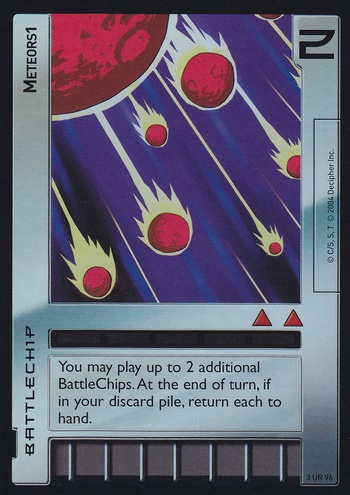 METEORS1
2
© C/S, S, T © 2004 Decipher Inc.
BATTLECHIP
You may play up to 2 additional
BattleChips. At the end of turn, if
in your discard pile, return each to
hand.
3 UR 96